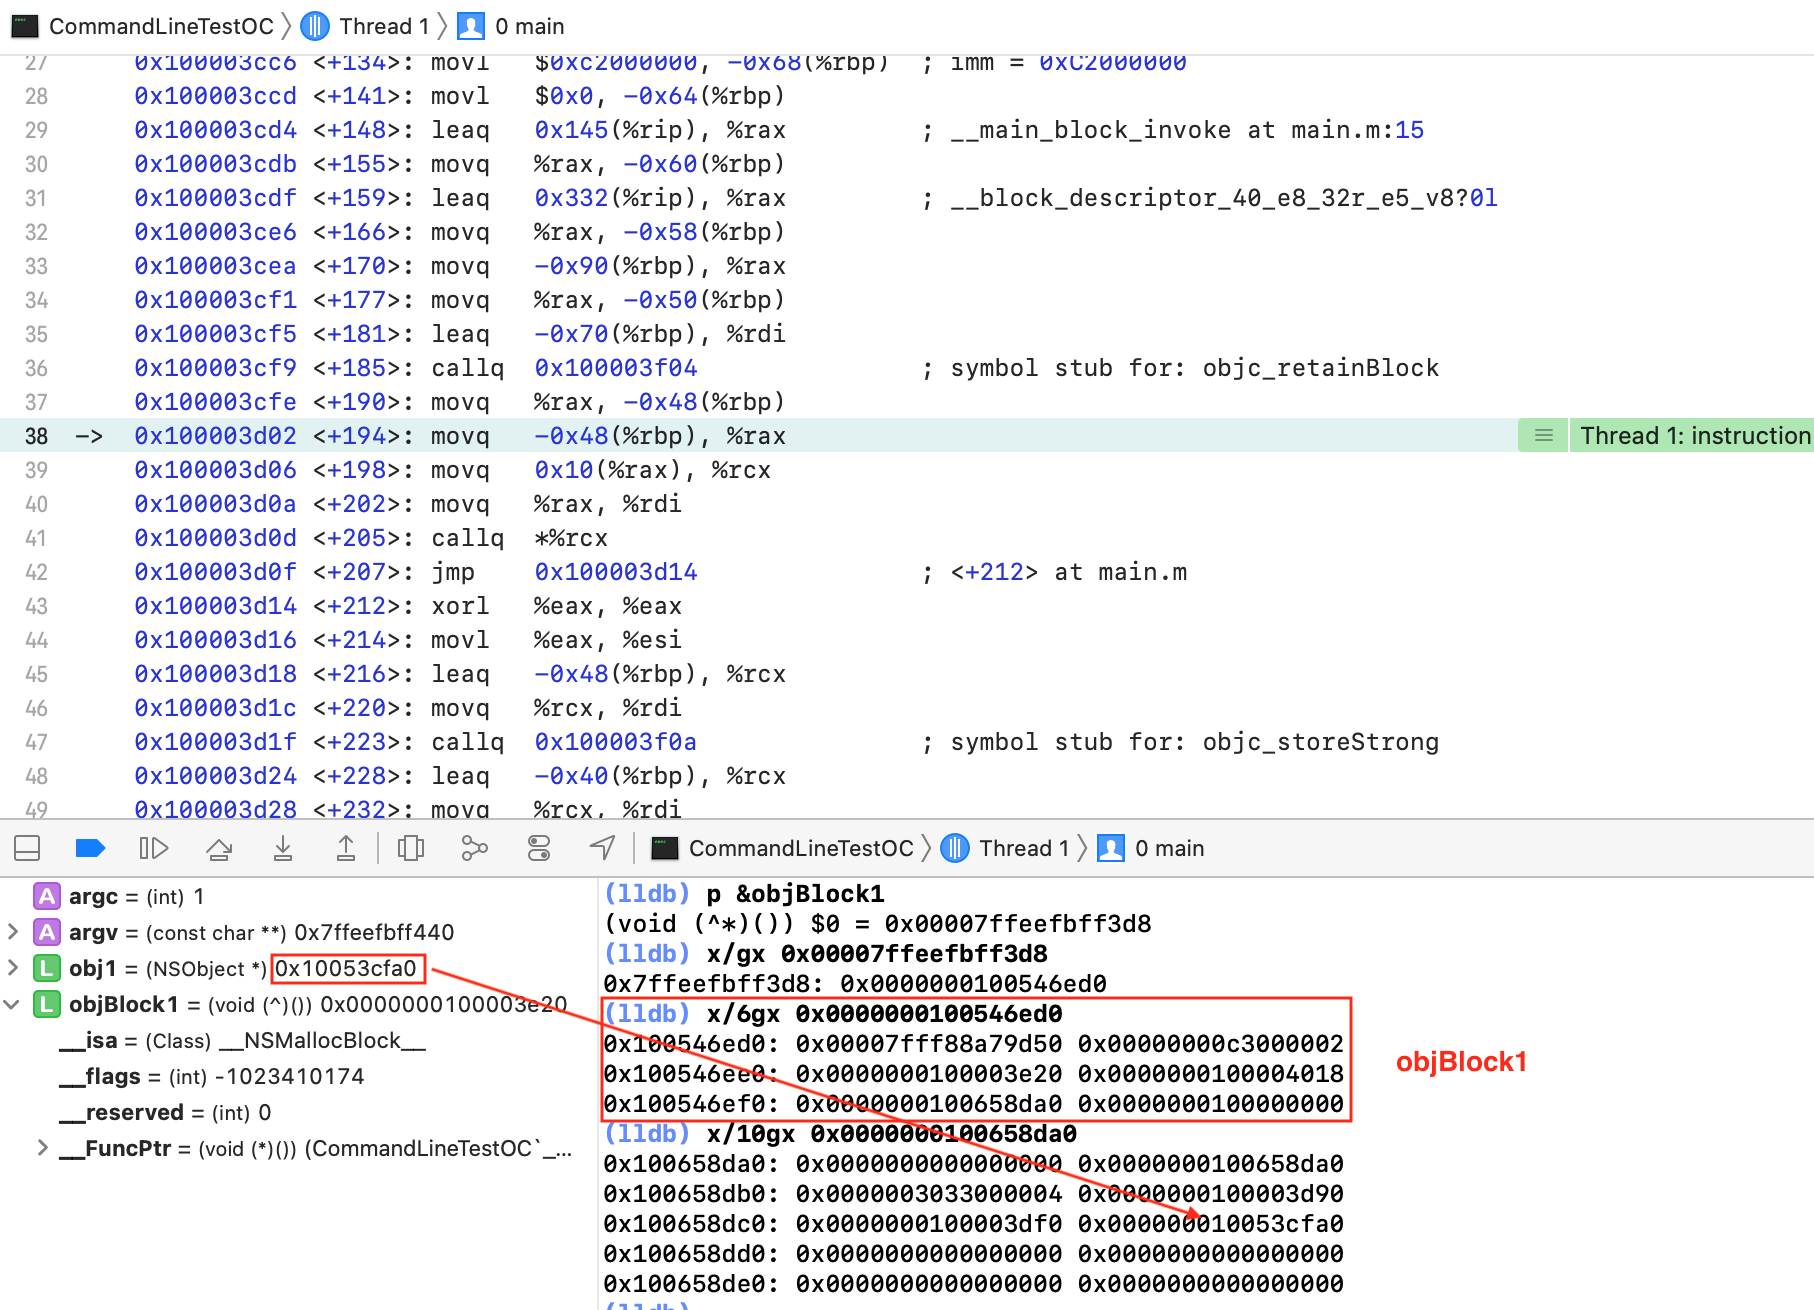 CommandLineTestOC 〉 Thread 1 〉 0 main
27 0x100003cc6 <+134>: movl $0xc2000000, -0x68(%rbp) ; imm = 0xC2000000
28 0x100003ccd <+141>: movl $0x0, -0x64(%rbp)
29 0x100003cd4 <+148>: leaq 0x145(%rip), %rax ; __main_block_invoke at main.m:15
30 0x100003cdb <+155>: movq %rax, -0x60(%rbp)
31 0x100003cdf <+159>: leaq 0x332(%rip), %rax ; __block_descriptor_40_e8_32r_e5_v8?0l
32 0x100003ce6 <+166>: movq %rax, -0x58(%rbp)
33 0x100003cea <+170>: movq -0x90(%rbp), %rax
34 0x100003cf1 <+177>: movq %rax, -0x50(%rbp)
35 0x100003cf5 <+181>: leaq -0x70(%rbp), %rdi
36 0x100003cf9 <+185>: callq 0x100003f04 ; symbol stub for: objc_retainBlock
37 0x100003cfe <+190>: movq %rax, -0x48(%rbp)
38 -> 0x100003d02 <+194>: movq -0x48(%rbp), %rax Thread 1: instruction
39 0x100003d06 <+198>: movq 0x10(%rax), %rcx
40 0x100003d0a <+202>: movq %rax, %rdi
41 0x100003d0d <+205>: callq *%rcx
42 0x100003d0f <+207>: jmp 0x100003d14 ; <+212> at main.m
43 0x100003d14 <+212>: xorl %eax, %eax
44 0x100003d16 <+214>: movl %eax, %esi
45 0x100003d18 <+216>: leaq -0x48(%rbp), %rcx
46 0x100003d1c <+220>: movq %rcx, %rdi
47 0x100003d1f <+223>: callq 0x100003f0a ; symbol stub for: objc_storeStrong
48 0x100003d24 <+228>: leaq -0x40(%rbp), %rcx
49 0x100003d28 <+232>: movq %rcx, %rdi
CommandLineTestOC 〉 Thread 1 〉 0 main
A argc = (int) 1
A argv = (const char **) 0x7ffeefbff440
L obj1 = (NSObject *) 0x10053cfa0
L objBlock1 = (void (^)()) 0x0000000100003e20
__isa = (Class) __NSMallocBlock__
__flags = (int) -1023410174
__reserved = (int) 0
__FuncPtr = (void (*)()) (CommandLineTestOC`_...
(lldb) p &objBlock1
(void (^*)()) $0 = 0x00007ffeefbff3d8
(lldb) x/gx 0x00007ffeefbff3d8
0x7ffeefbff3d8: 0x0000000100546ed0
(lldb) x/6gx 0x0000000100546ed0
0x100546ed0: 0x00007fff88a79d50 0x00000000c3000002
0x100546ee0: 0x0000000100003e20 0x0000000100004018
0x100546ef0: 0x0000000100658da0 0x0000000100000000
objBlock1
(lldb) x/10gx 0x0000000100658da0
0x100658da0: 0x0000000000000000 0x0000000100658da0
0x100658db0: 0x0000003033000004 0x0000000100003d90
0x100658dc0: 0x0000000100003df0 0x000000010053cfa0
0x100658dd0: 0x0000000000000000 0x0000000000000000
0x100658de0: 0x0000000000000000 0x0000000000000000
(lldb)